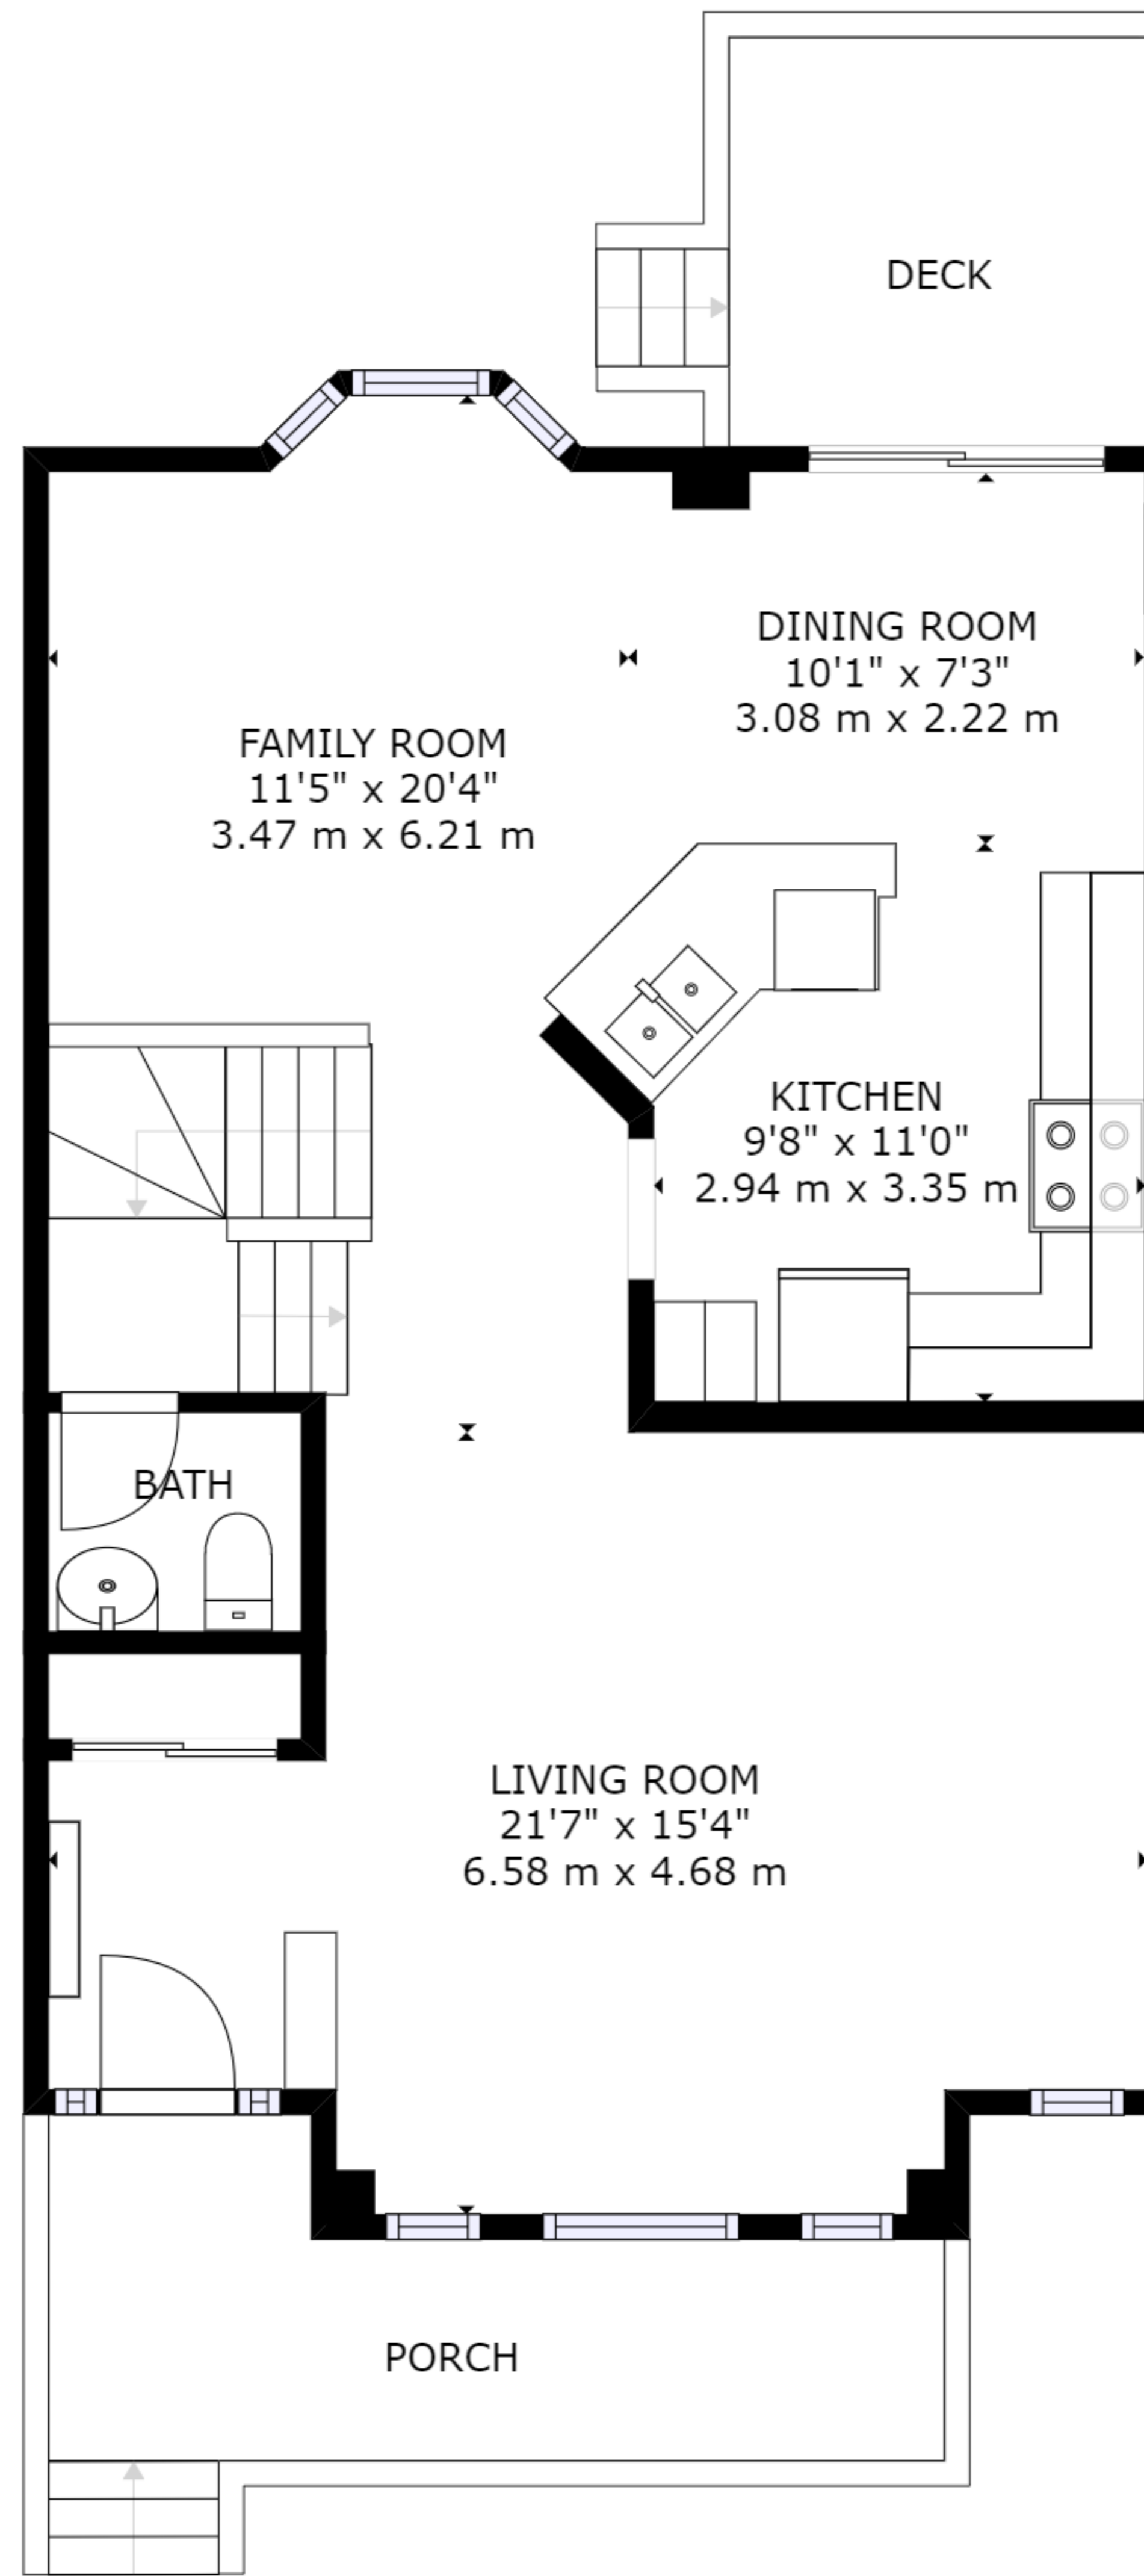 DECK
DINING ROOM
10'1" x 7'3"
3.08 m x 2.22 m
FAMILY ROOM
11'5" x 20'4"
3.47 m x 6.21 m
KITCHEN
9'8" x 11'0"
2.94 m x 3.35 m
BATH
LIVING ROOM
21'7" x 15'4"
6.58 m x 4.68 m
PORCH